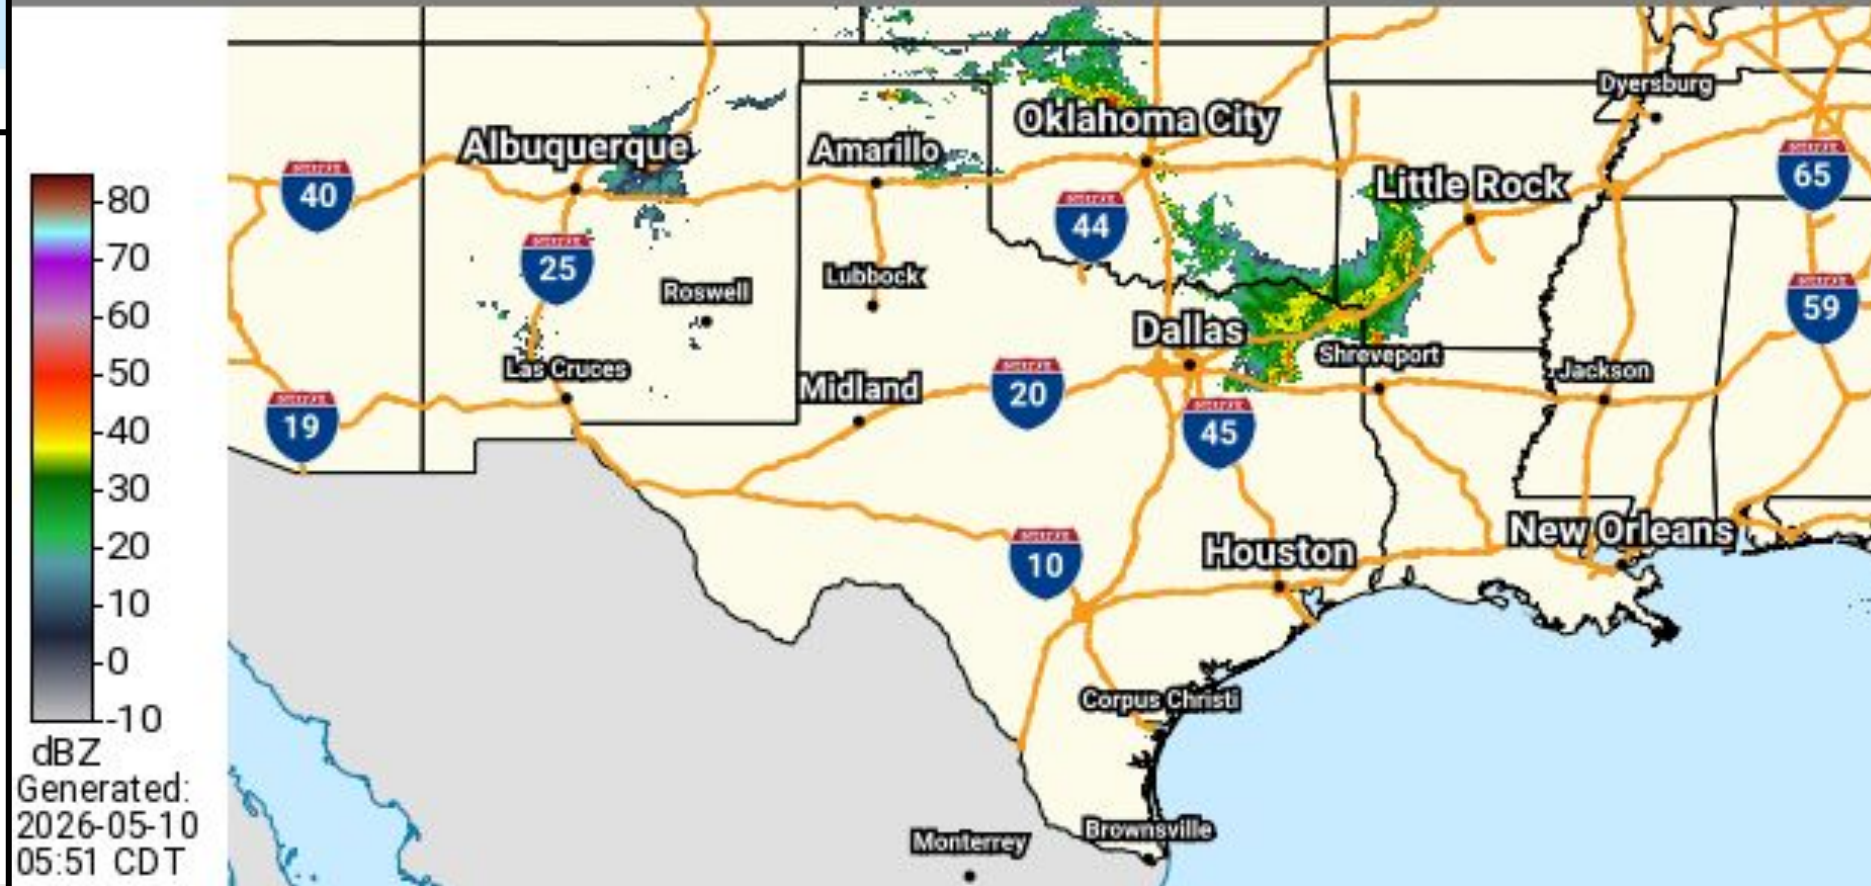 80
70
60
50
40
30
20
10
0
-10
dBZ
Generated:
2026-05-10
05:51 CDT
Dyersburg
Oklahoma City
Albuquerque
Amarillo
Little Rock
40
65
44
25
Roswell
Lubbock
59
Dallas
Shreveport
Las Cruces
Jackson
Midland
20
19
45
New Orleans
Houston
10
Corpus Christi
Brownsville
Monterrey